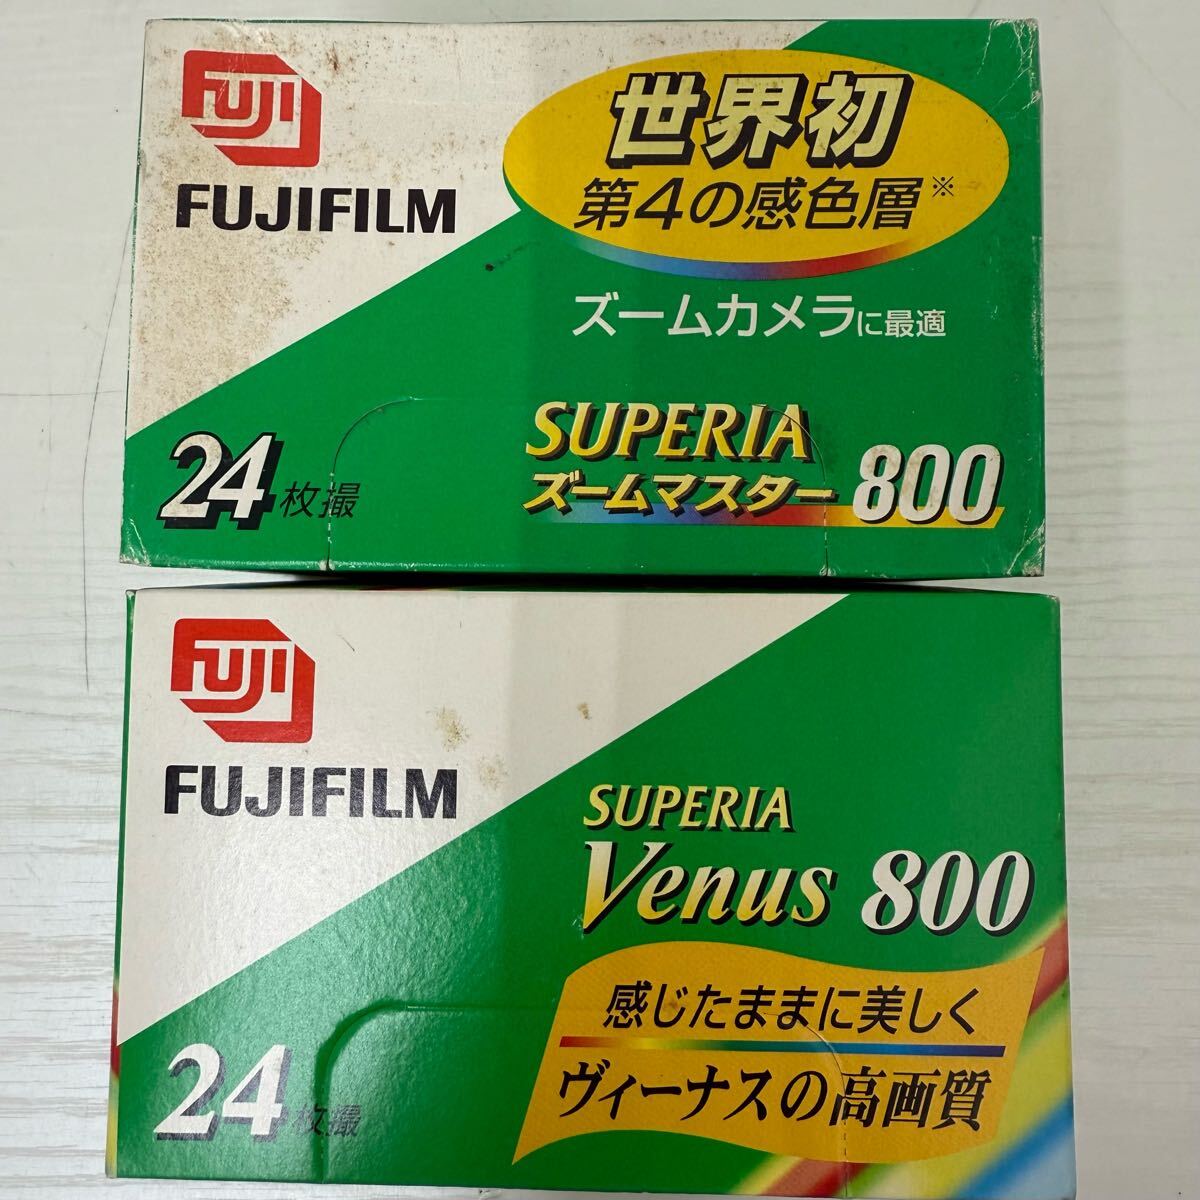 FUJI
FUJIFILM
世界初
第4の感色層※
ズームカメラに最適
SUPERIA
ズームマスター 800
24枚撮
FUJI
FUJIFILM
SUPERIA
Venus 800
感じたままに美しく
ヴィーナスの高画質
24枚撮